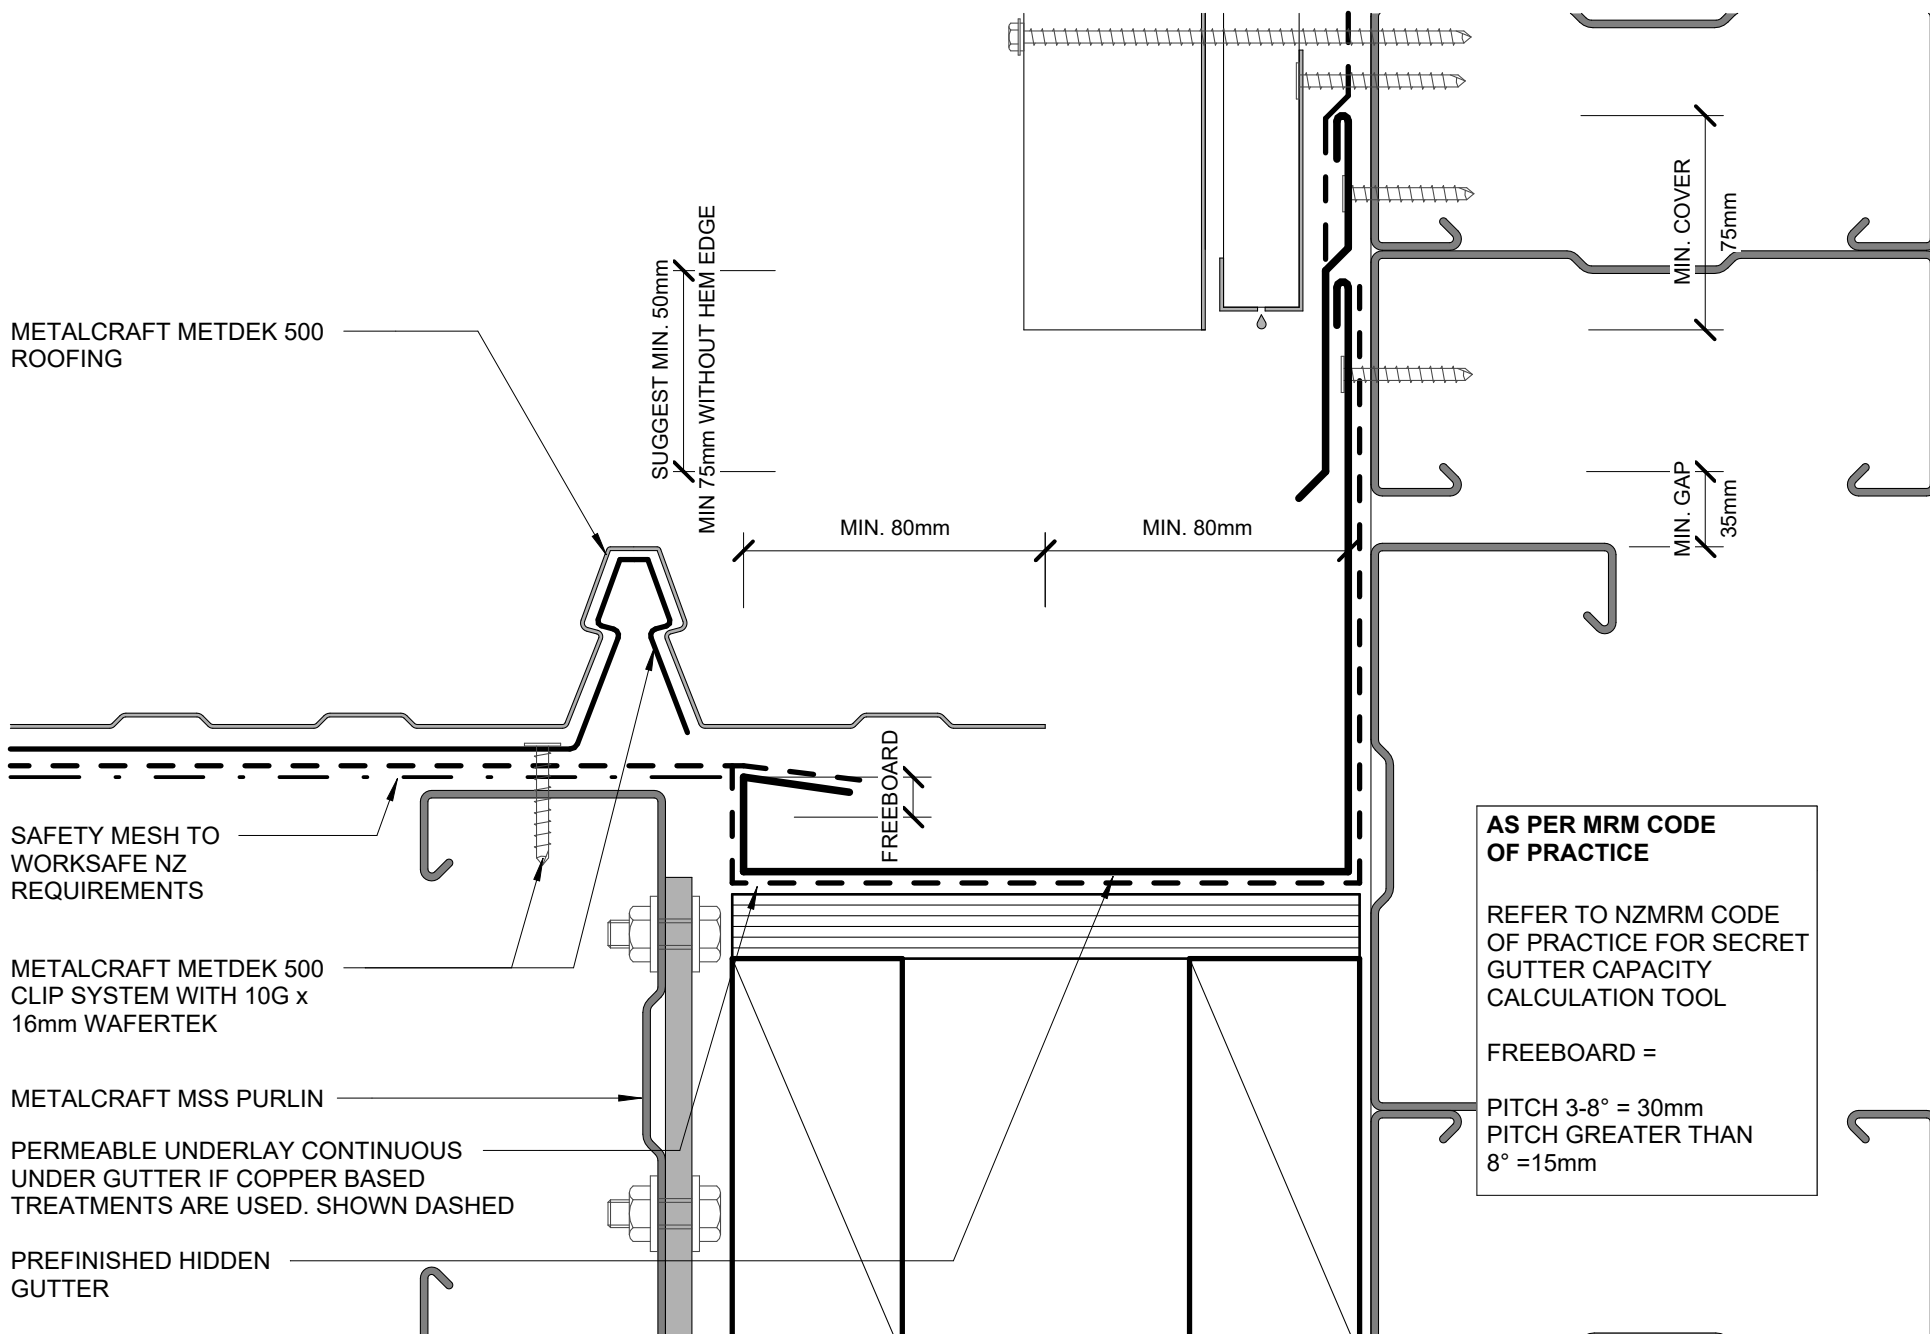 METALCRAFT METDEK 500
ROOFING
SUGGEST MIN. 50mm
MIN 75mm WITHOUT HEM EDGE
MIN. 80mm
MIN. 80mm
MIN. COVER
75mm
MIN. GAP
35mm
FREEBOARD
SAFETY MESH TO
WORKSAFE NZ
REQUIREMENTS
METALCRAFT METDEK 500
CLIP SYSTEM WITH 10G x
16mm WAFERTEK
METALCRAFT MSS PURLIN
PERMEABLE UNDERLAY CONTINUOUS
UNDER GUTTER IF COPPER BASED
TREATMENTS ARE USED. SHOWN DASHED
PREFINISHED HIDDEN
GUTTER
AS PER MRM CODE
OF PRACTICE
REFER TO NZMRM CODE
OF PRACTICE FOR SECRET
GUTTER CAPACITY
CALCULATION TOOL
FREEBOARD =
PITCH 3-8° = 30mm
PITCH GREATER THAN
8° =15mm